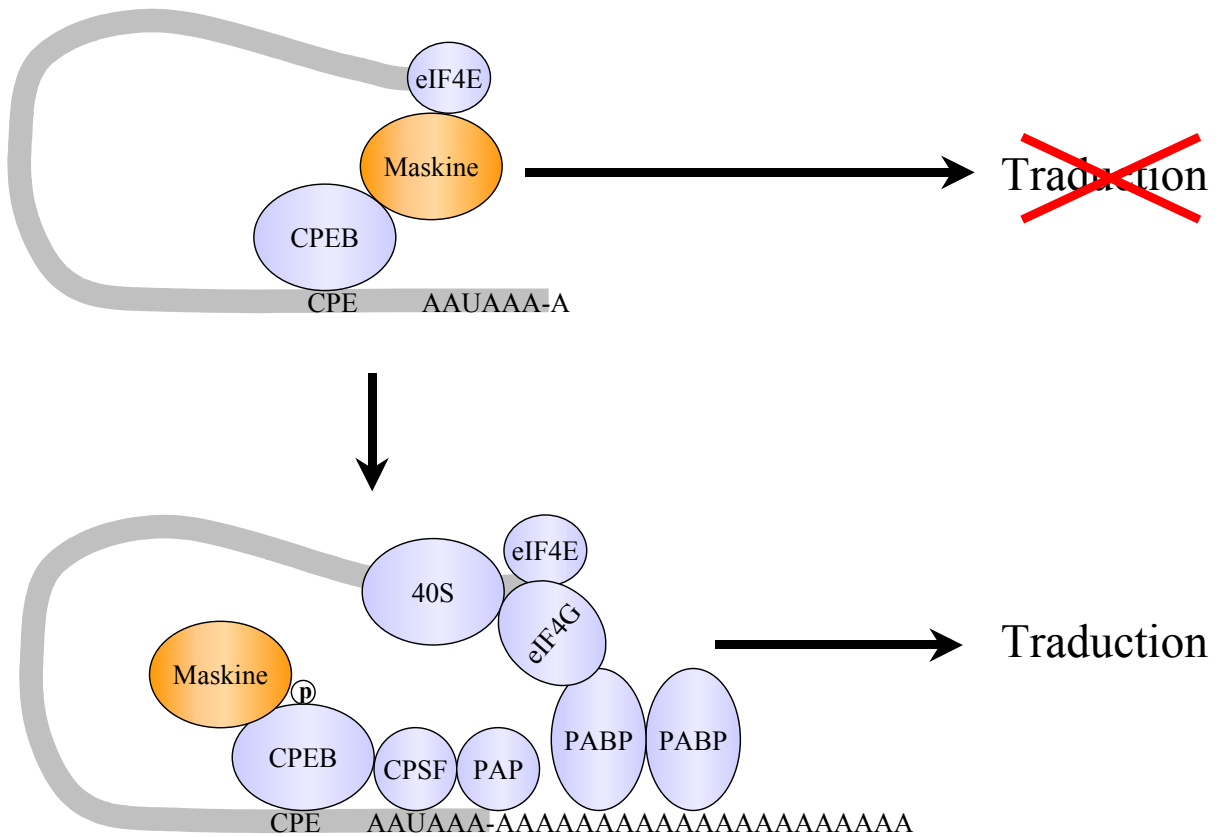 eIF4E
Maskine
Traduction
CPEB
CPE AAUAAA-A
eIF4E
40S
eIF4G
Traduction
Maskine
p
PABP PABP
CPEB CPSF PAP
CPE AAUAAA-AAAAAAAAAAAAAAAAAAAAA